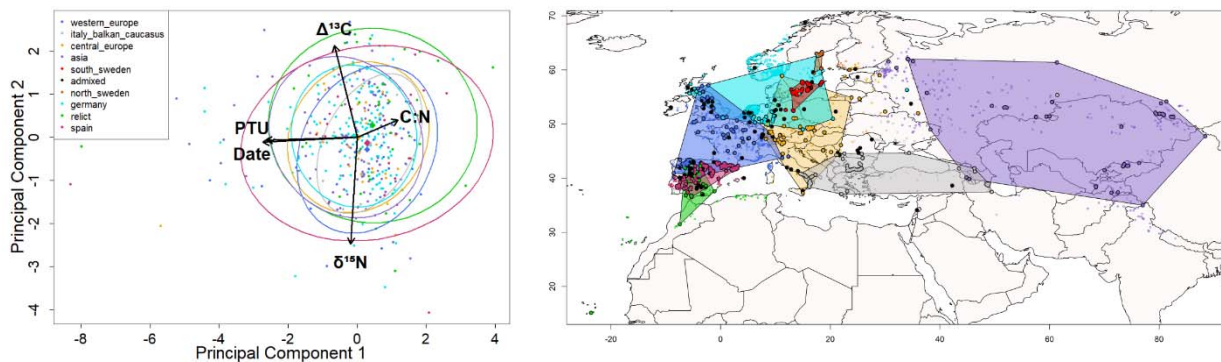 western_europe
italy_balkan_caucasus
central_europe
asia
south_sweden
admixed
north_sweden
germany
relict
spain
Δ¹³C
C:N
PTU
Date
δ¹⁵N
Principal Component 2
2
1
0
-1
-2
-3
-4
-8
-6
-4
-2
0
2
4
Principal Component 1
70
60
50
40
30
20
-20
0
20
40
60
80